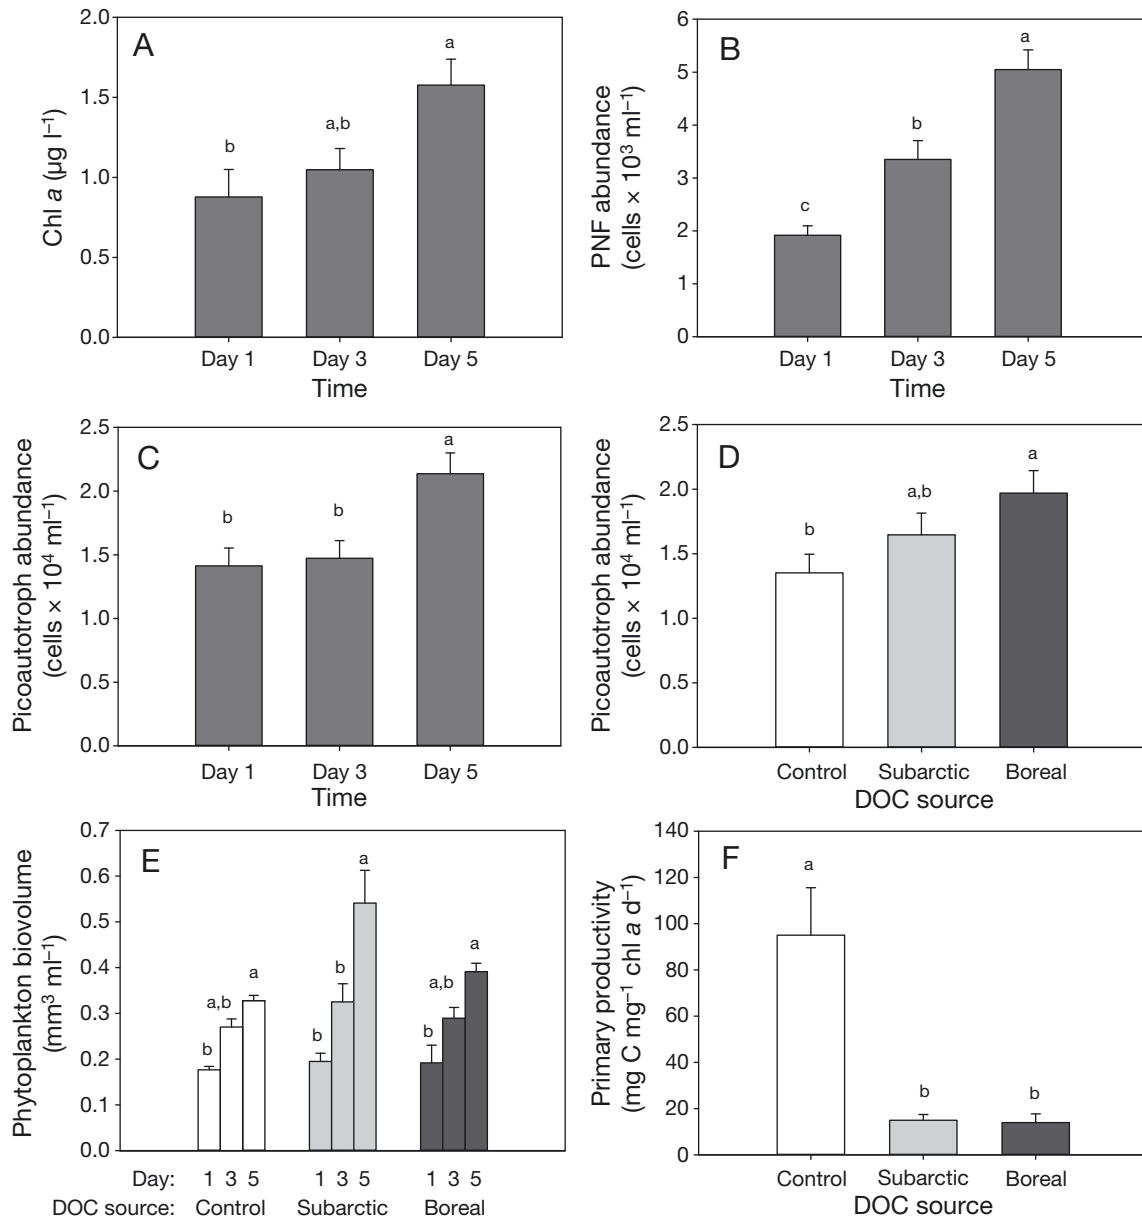 A
Chl a (µg l⁻¹)
2.0
1.5
1.0
0.5
0.0
b
a,b
a
Day 1 Day 3 Day 5
Time
B
PNF abundance
(cells × 10³ ml⁻¹)
6
5
4
3
2
1
0
c
b
a
Day 1 Day 3 Day 5
Time
C
Picoautotroph abundance
(cells × 10⁴ ml⁻¹)
2.5
2.0
1.5
1.0
0.5
0.0
b
b
a
Day 1 Day 3 Day 5
Time
D
Picoautotroph abundance
(cells × 10⁴ ml⁻¹)
2.5
2.0
1.5
1.0
0.5
0.0
b
a,b
a
Control Subarctic Boreal
DOC source
E
Phytoplankton biovolume
(mm³ ml⁻¹)
0.7
0.6
0.5
0.4
0.3
0.2
0.1
0.0
b
a,b
a
b
b
a
b
a,b
a
Day: 1 3 5 1 3 5 1 3 5
DOC source: Control Subarctic Boreal
F
Primary productivity
(mg C mg⁻¹ chl a d⁻¹)
140
120
100
80
60
40
20
0
a
b
b
Control Subarctic Boreal
DOC source